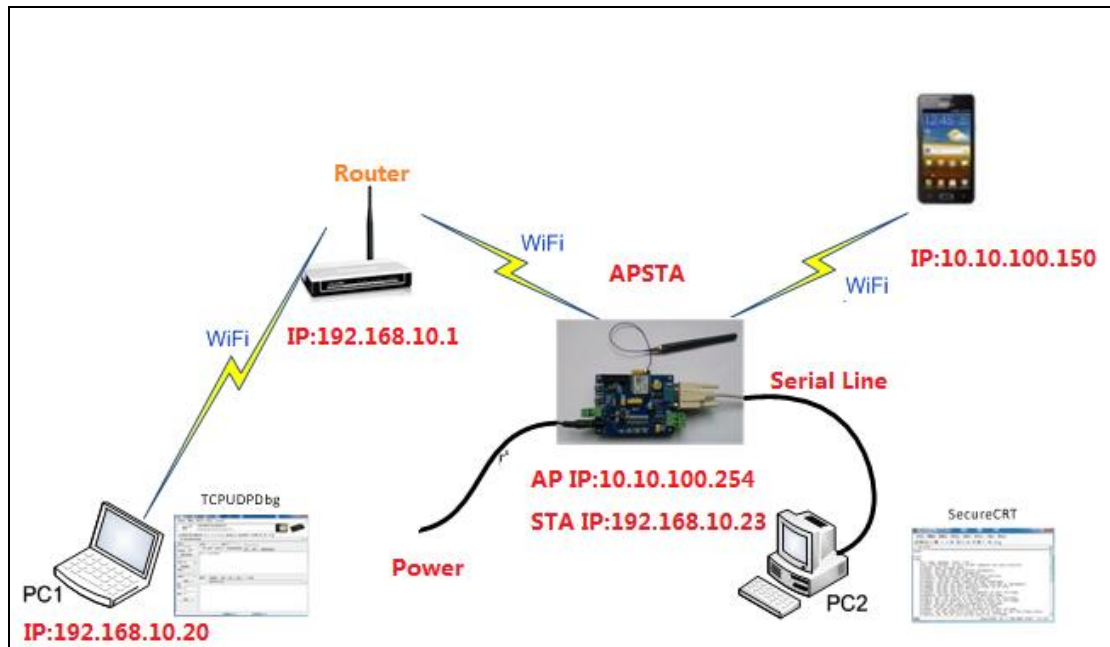 Router
WiFi
WiFi
APSTA
WiFi
IP:10.10.100.150
IP:192.168.10.1
Serial Line
AP IP:10.10.100.254
STA IP:192.168.10.23
TCPUDPDbg
SecureCRT
Power
PC1
PC2
IP:192.168.10.20